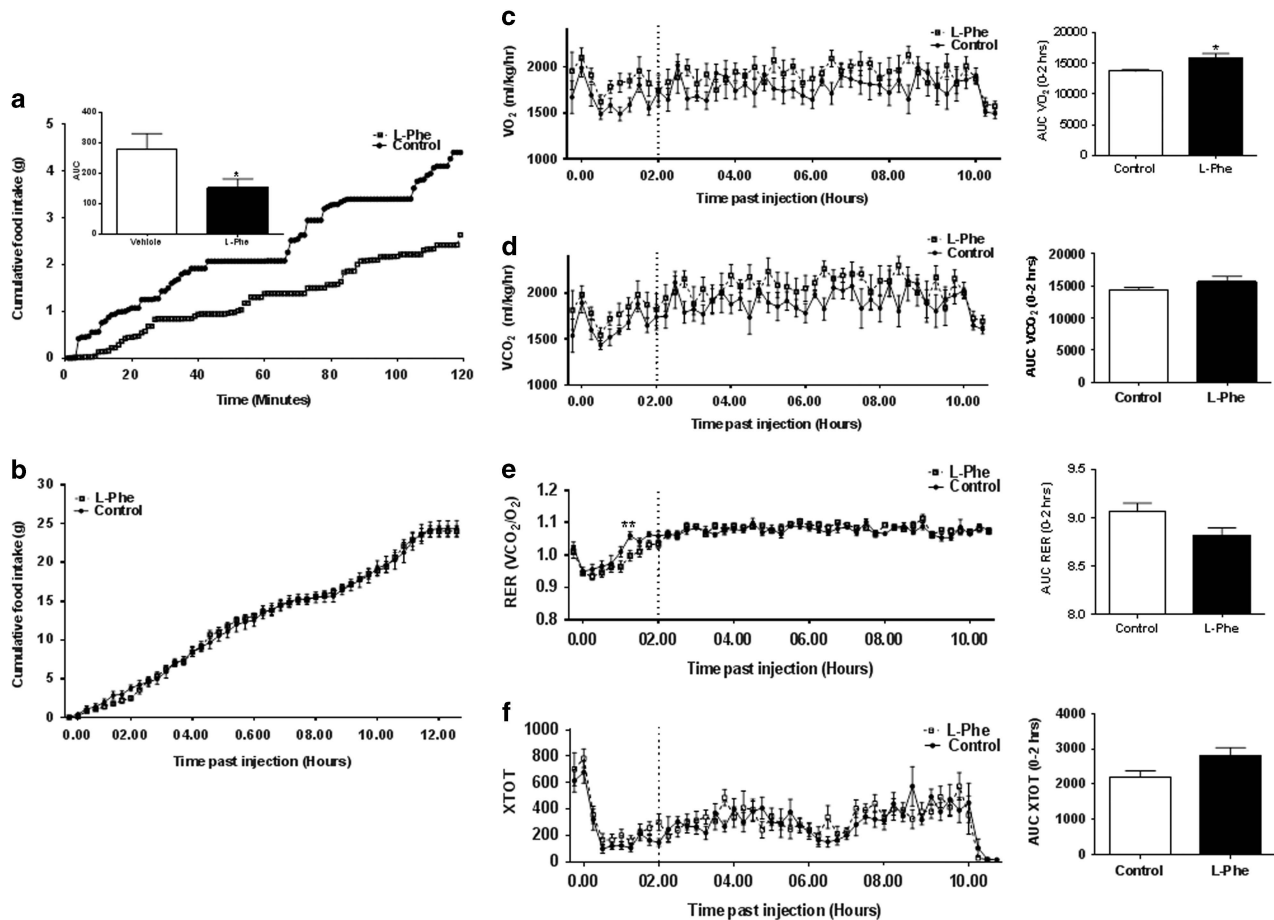 a
Cumulative food intake (g)
5
4
3
2
1
0
0 20 40 60 80 100 120
Time (Minutes)
L-Phe
Control
AUC
400
300
200
100
0
*
Vehicle L-Phe
b
Cumulative food intake (g)
30
25
20
15
10
5
0
0.00 02.00 04.00 06.00 08.00 10.00 12.00
Time past injection (Hours)
L-Phe
Control
c
VO2 (ml/kg/hr)
2000
1500
1000
0.00 02.00 04.00 06.00 08.00 10.00
Time past injection (Hours)
L-Phe
Control
AUC VO2 (0-2 hrs)
20000
15000
10000
5000
0
*
Control L-Phe
d
VCO2 (ml/kg/hr)
2000
1500
1000
0.00 02.00 04.00 06.00 08.00 10.00
Time past injection (Hours)
L-Phe
Control
AUC VCO2 (0-2 hrs)
20000
15000
10000
5000
0
Control L-Phe
e
RER (VCO2/O2)
1.2
1.1
1.0
0.9
0.8
**
0.00 02.00 04.00 06.00 08.00 10.00
Time past injection (Hours)
L-Phe
Control
AUC RER (0-2 hrs)
9.5
9.0
8.5
8.0
Control L-Phe
f
XTOT
1000
800
600
400
200
0
0.00 02.00 04.00 06.00 08.00 10.00
Time past injection (Hours)
L-Phe
Control
AUC XTOT (0-2 hrs)
4000
3000
2000
1000
0
Control L-Phe